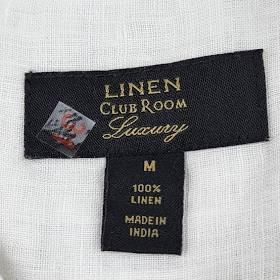 LINEN
CLUB ROOM
Luxury
M
100%
LINEN
MADE IN
INDIA